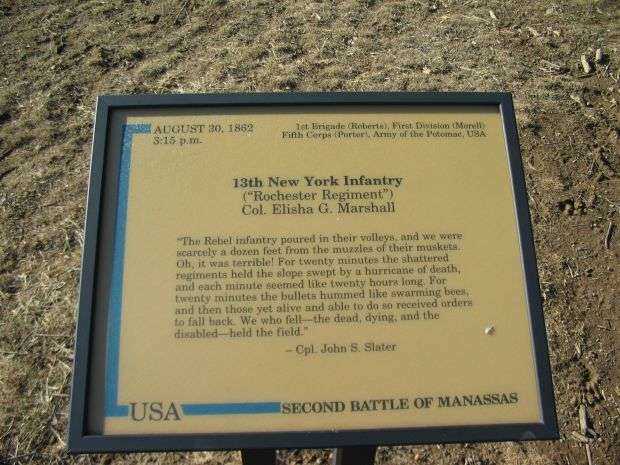 AUGUST 30, 1862
3:15 p.m.
1st Brigade (Roberts), First Division (Morell)
Fifth Corps (Porter), Army of the Potomac, USA
13th New York Infantry
("Rochester Regiment")
Col. Elisha G. Marshall
"The Rebel infantry poured in their volleys, and we were
scarcely a dozen feet from the muzzles of their muskets.
Oh, it was terrible! For twenty minutes the shattered
regiments held the slope swept by a hurricane of death,
and each minute seemed like twenty hours long. For
twenty minutes the bullets hummed like swarming bees,
and then those yet alive and able to do so received orders
to fall back. We who fell—the dead, dying, and the
disabled—held the field."
– Cpl. John S. Slater
USA
SECOND BATTLE OF MANASSAS